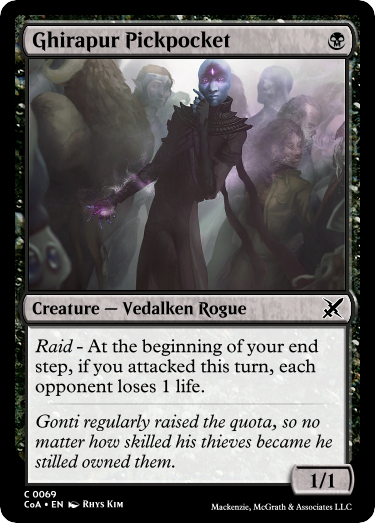 Ghirapur Pickpocket
Creature — Vedalken Rogue
Raid - At the beginning of your end
step, if you attacked this turn, each
opponent loses 1 life.
Gonti regularly raised the quota, so no
matter how skilled his thieves became he
stilled owned them.
1/1
C 0069
CoA • EN Rhys Kim
Mackenzie, McGrath & Associates LLC